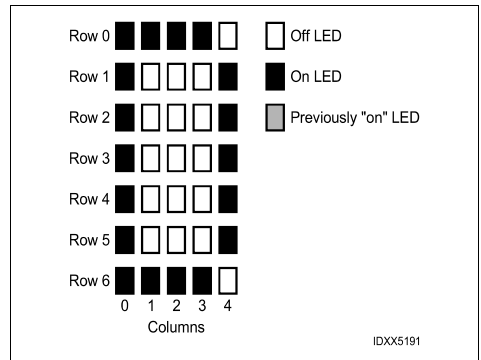 Row 0 Off LED
Row 1 On LED
Row 2 Previously "on" LED
Row 3
Row 4
Row 5
Row 6
0 1 2 3 4
Columns
IDXX5191